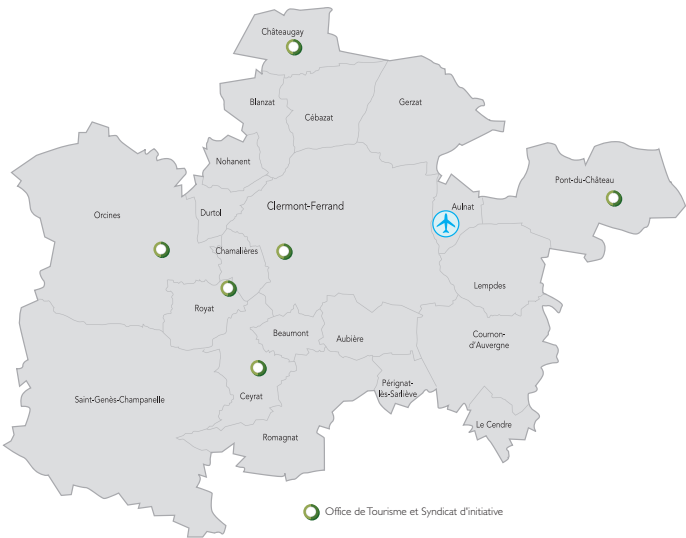 Châteaugay
Blanzat
Cébazat
Gerzat
Nohanent
Pont-du-Château
Orcines
Durtol
Clermont-Ferrand
Aulnat
Chamalières
Lempdes
Royat
Beaumont
Aubière
Cournon-
d'Auvergne
Saint-Genès-Champanelle
Ceyrat
Pérignat-
lès-Sarliève
Le Cendre
Romagnat
Office de Tourisme et Syndicat d'initiative